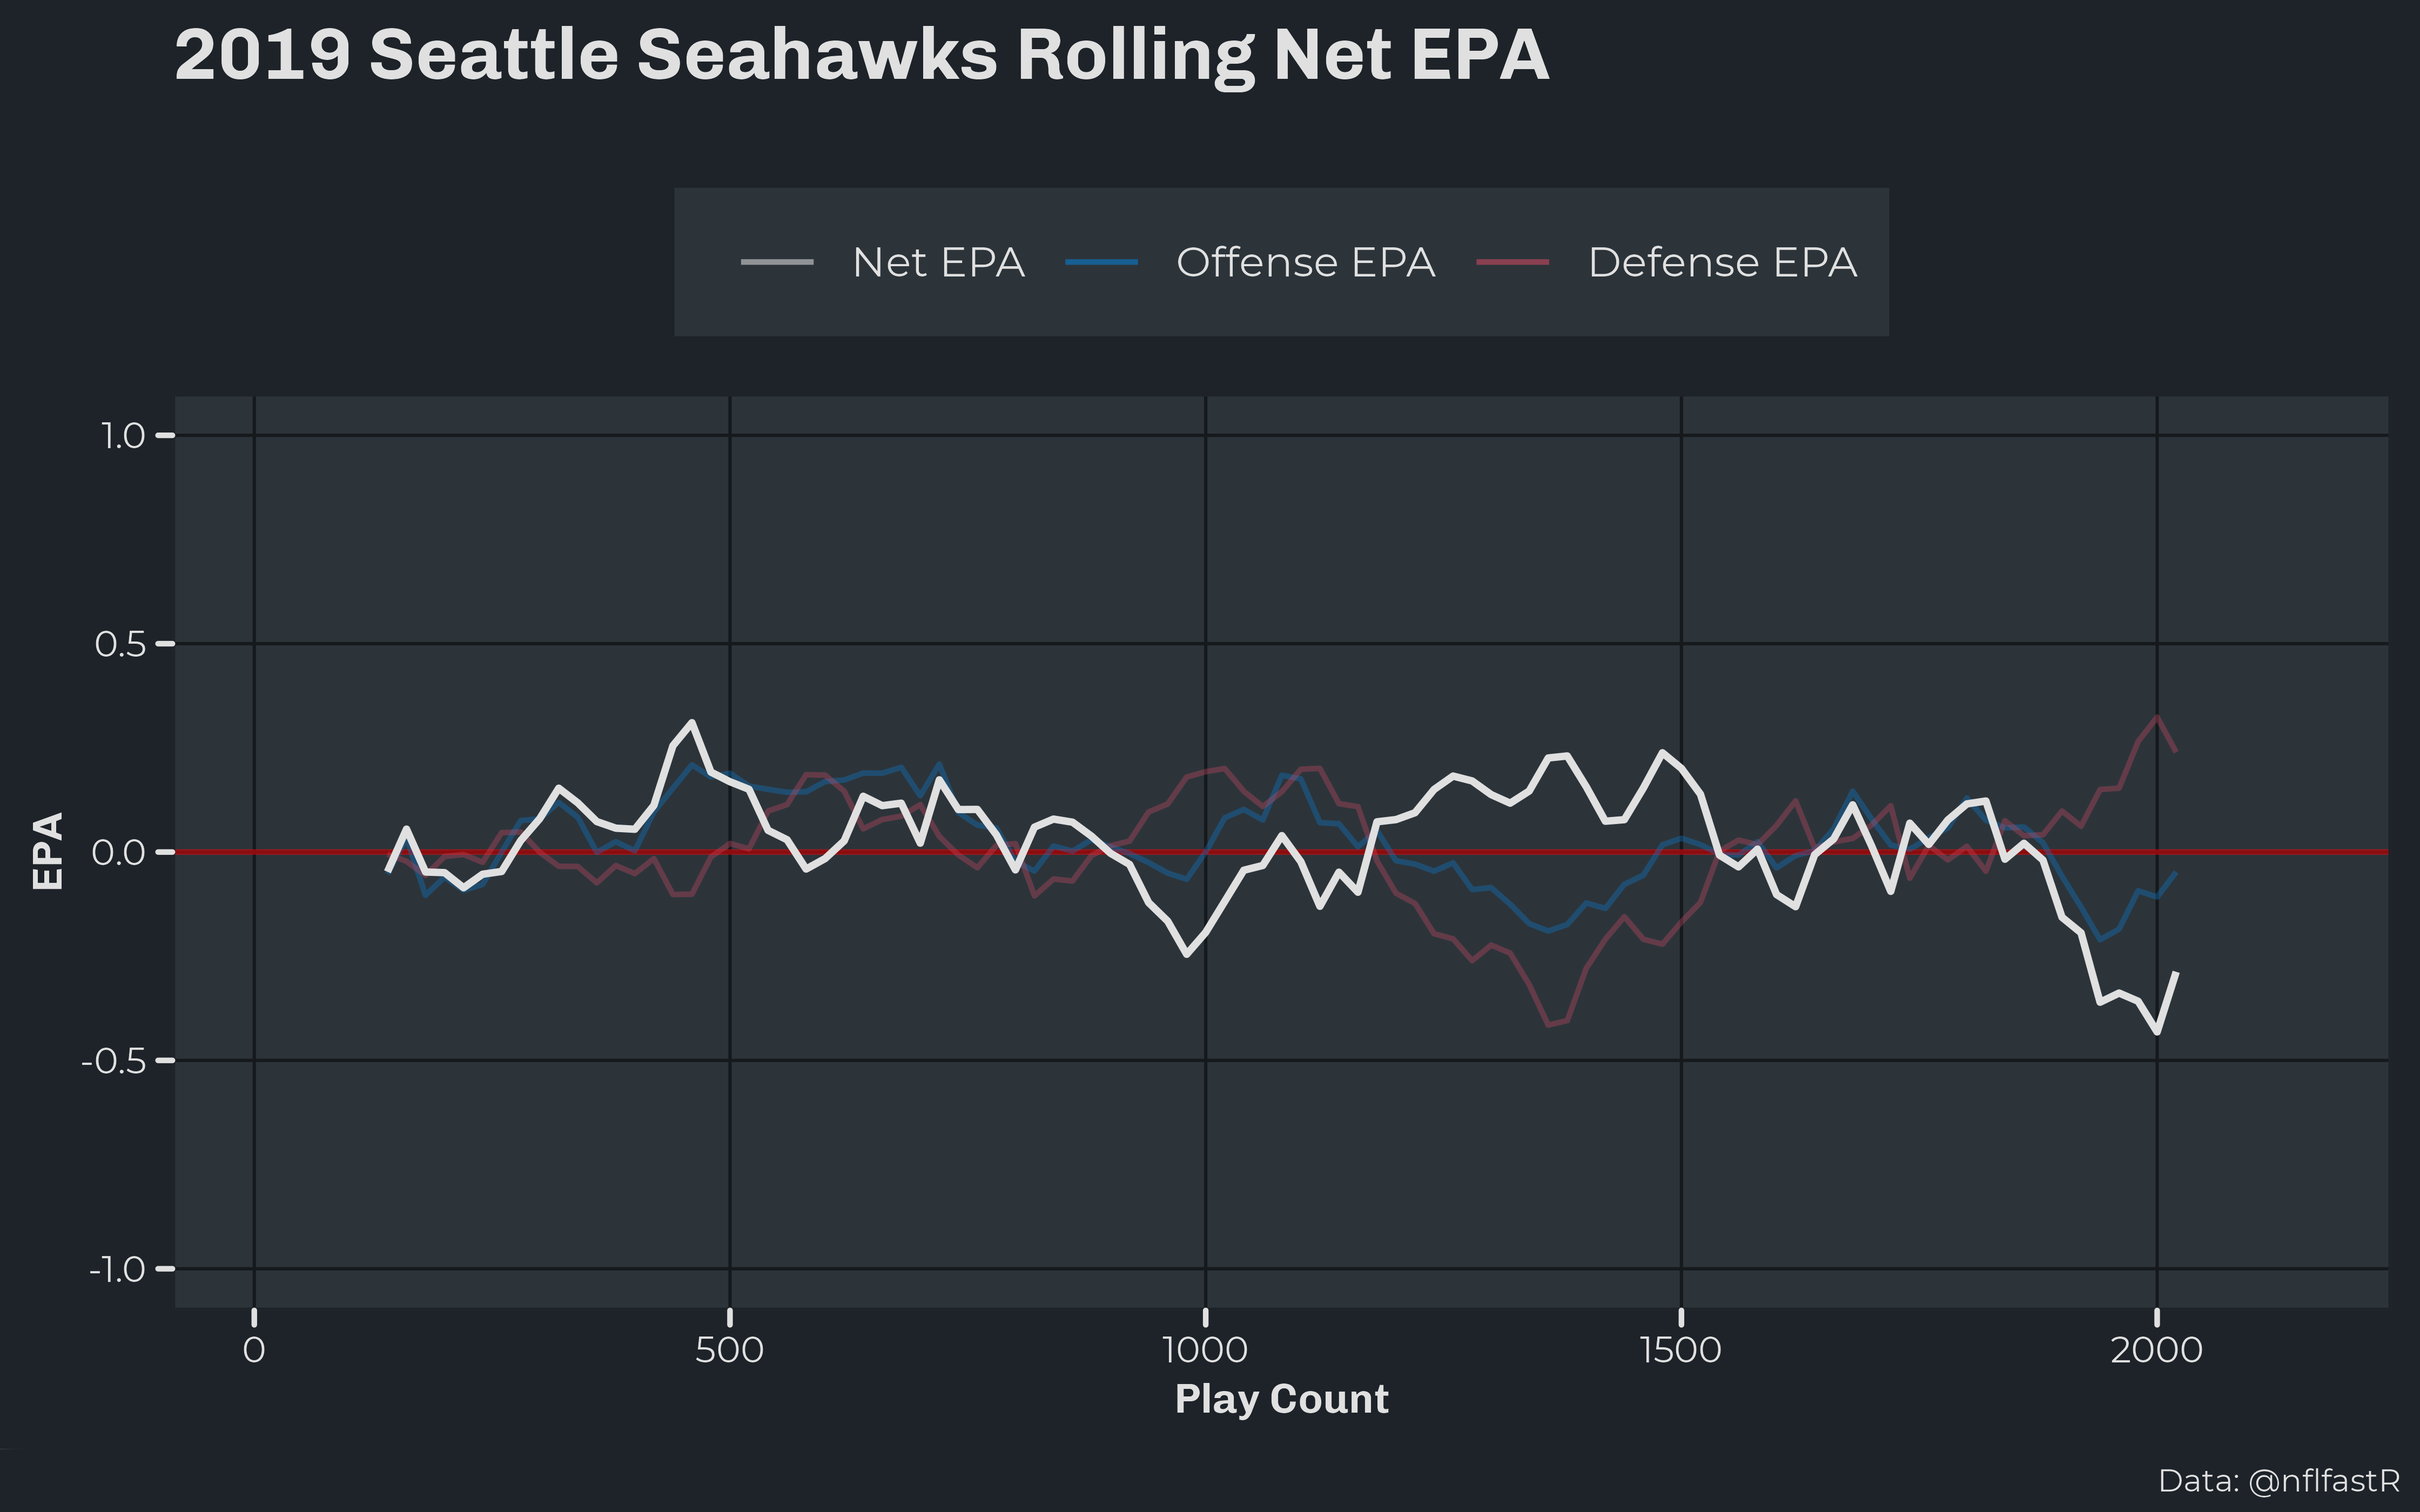 2019 Seattle Seahawks Rolling Net EPA
Net EPA Offense EPA Defense EPA
1.0
0.5
0.0
-0.5
-1.0
EPA
0 500 1000 1500 2000
Play Count
Data: @nflfastR